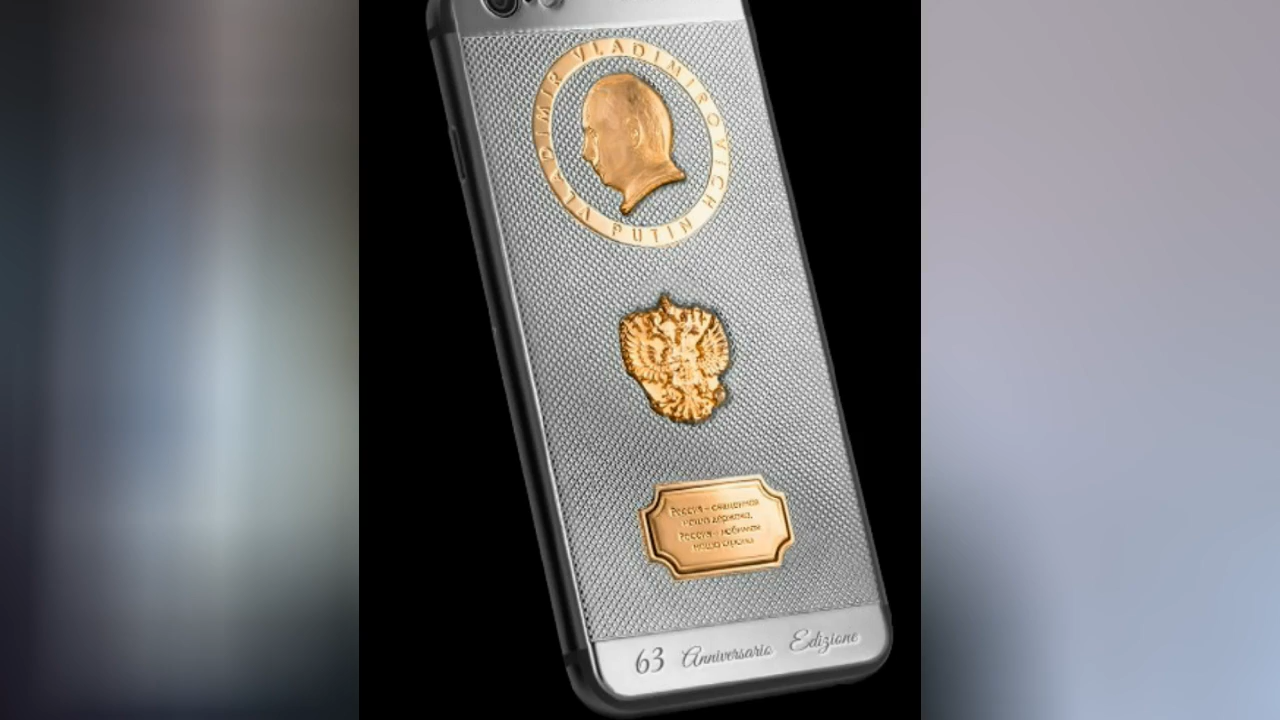 VLADIMIR VLADIMIROVICH PUTIN
Россия – священная
наша держава,
Россия – любимая
наша страна
63 Anniversario Edizione